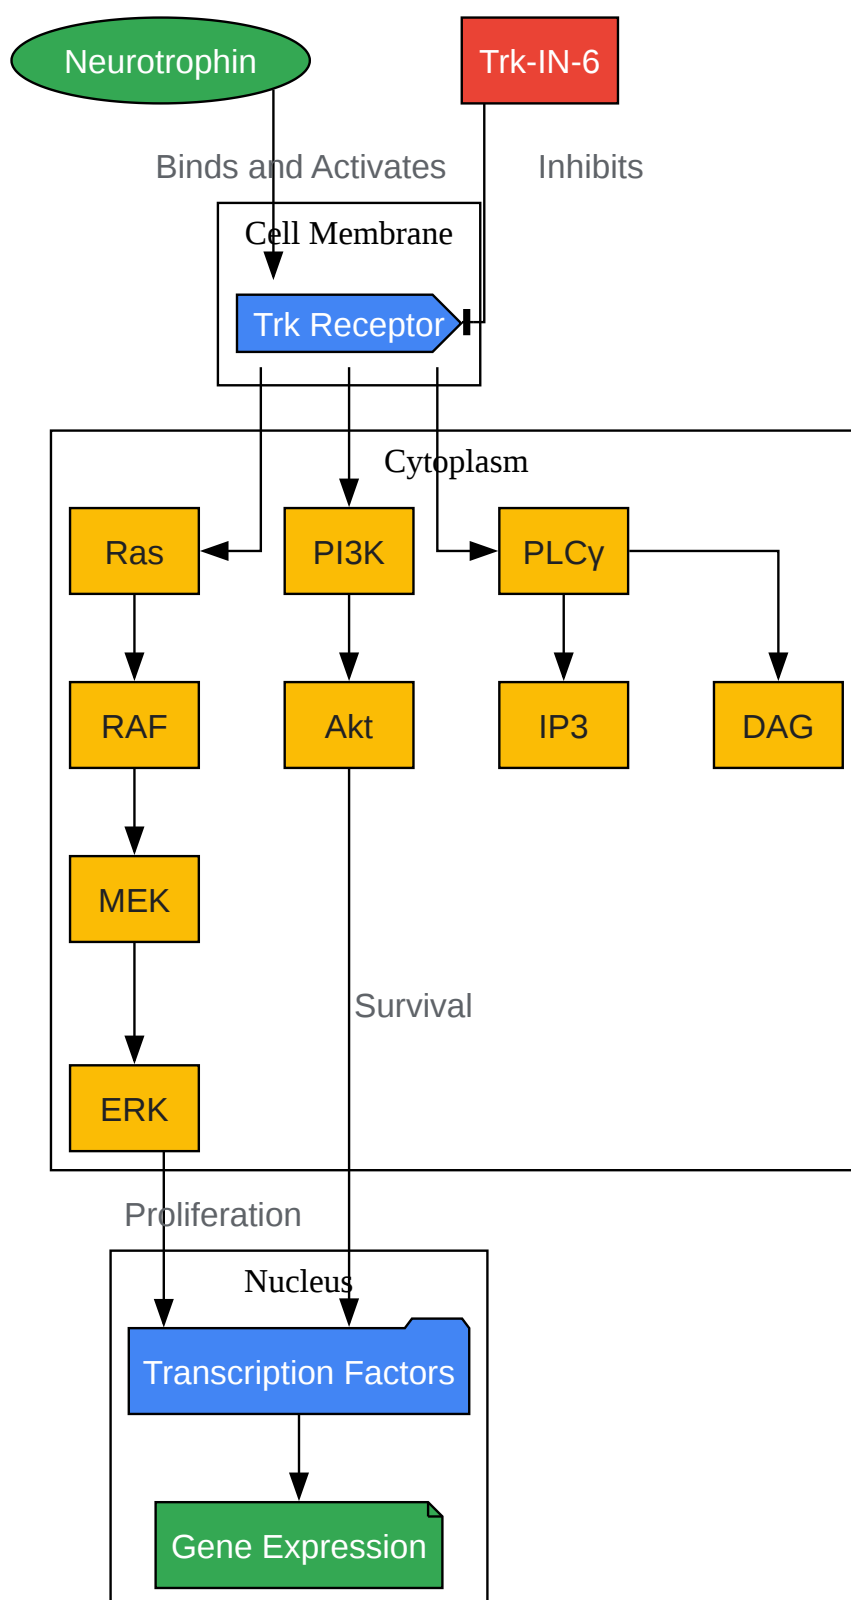 Neurotrophin
Trk-IN-6
Binds and Activates
Inhibits
Cell Membrane
Trk Receptor
Cytoplasm
Ras
PI3K
PLCγ
RAF
Akt
IP3
DAG
MEK
Survival
ERK
Proliferation
Nucleus
Transcription Factors
Gene Expression